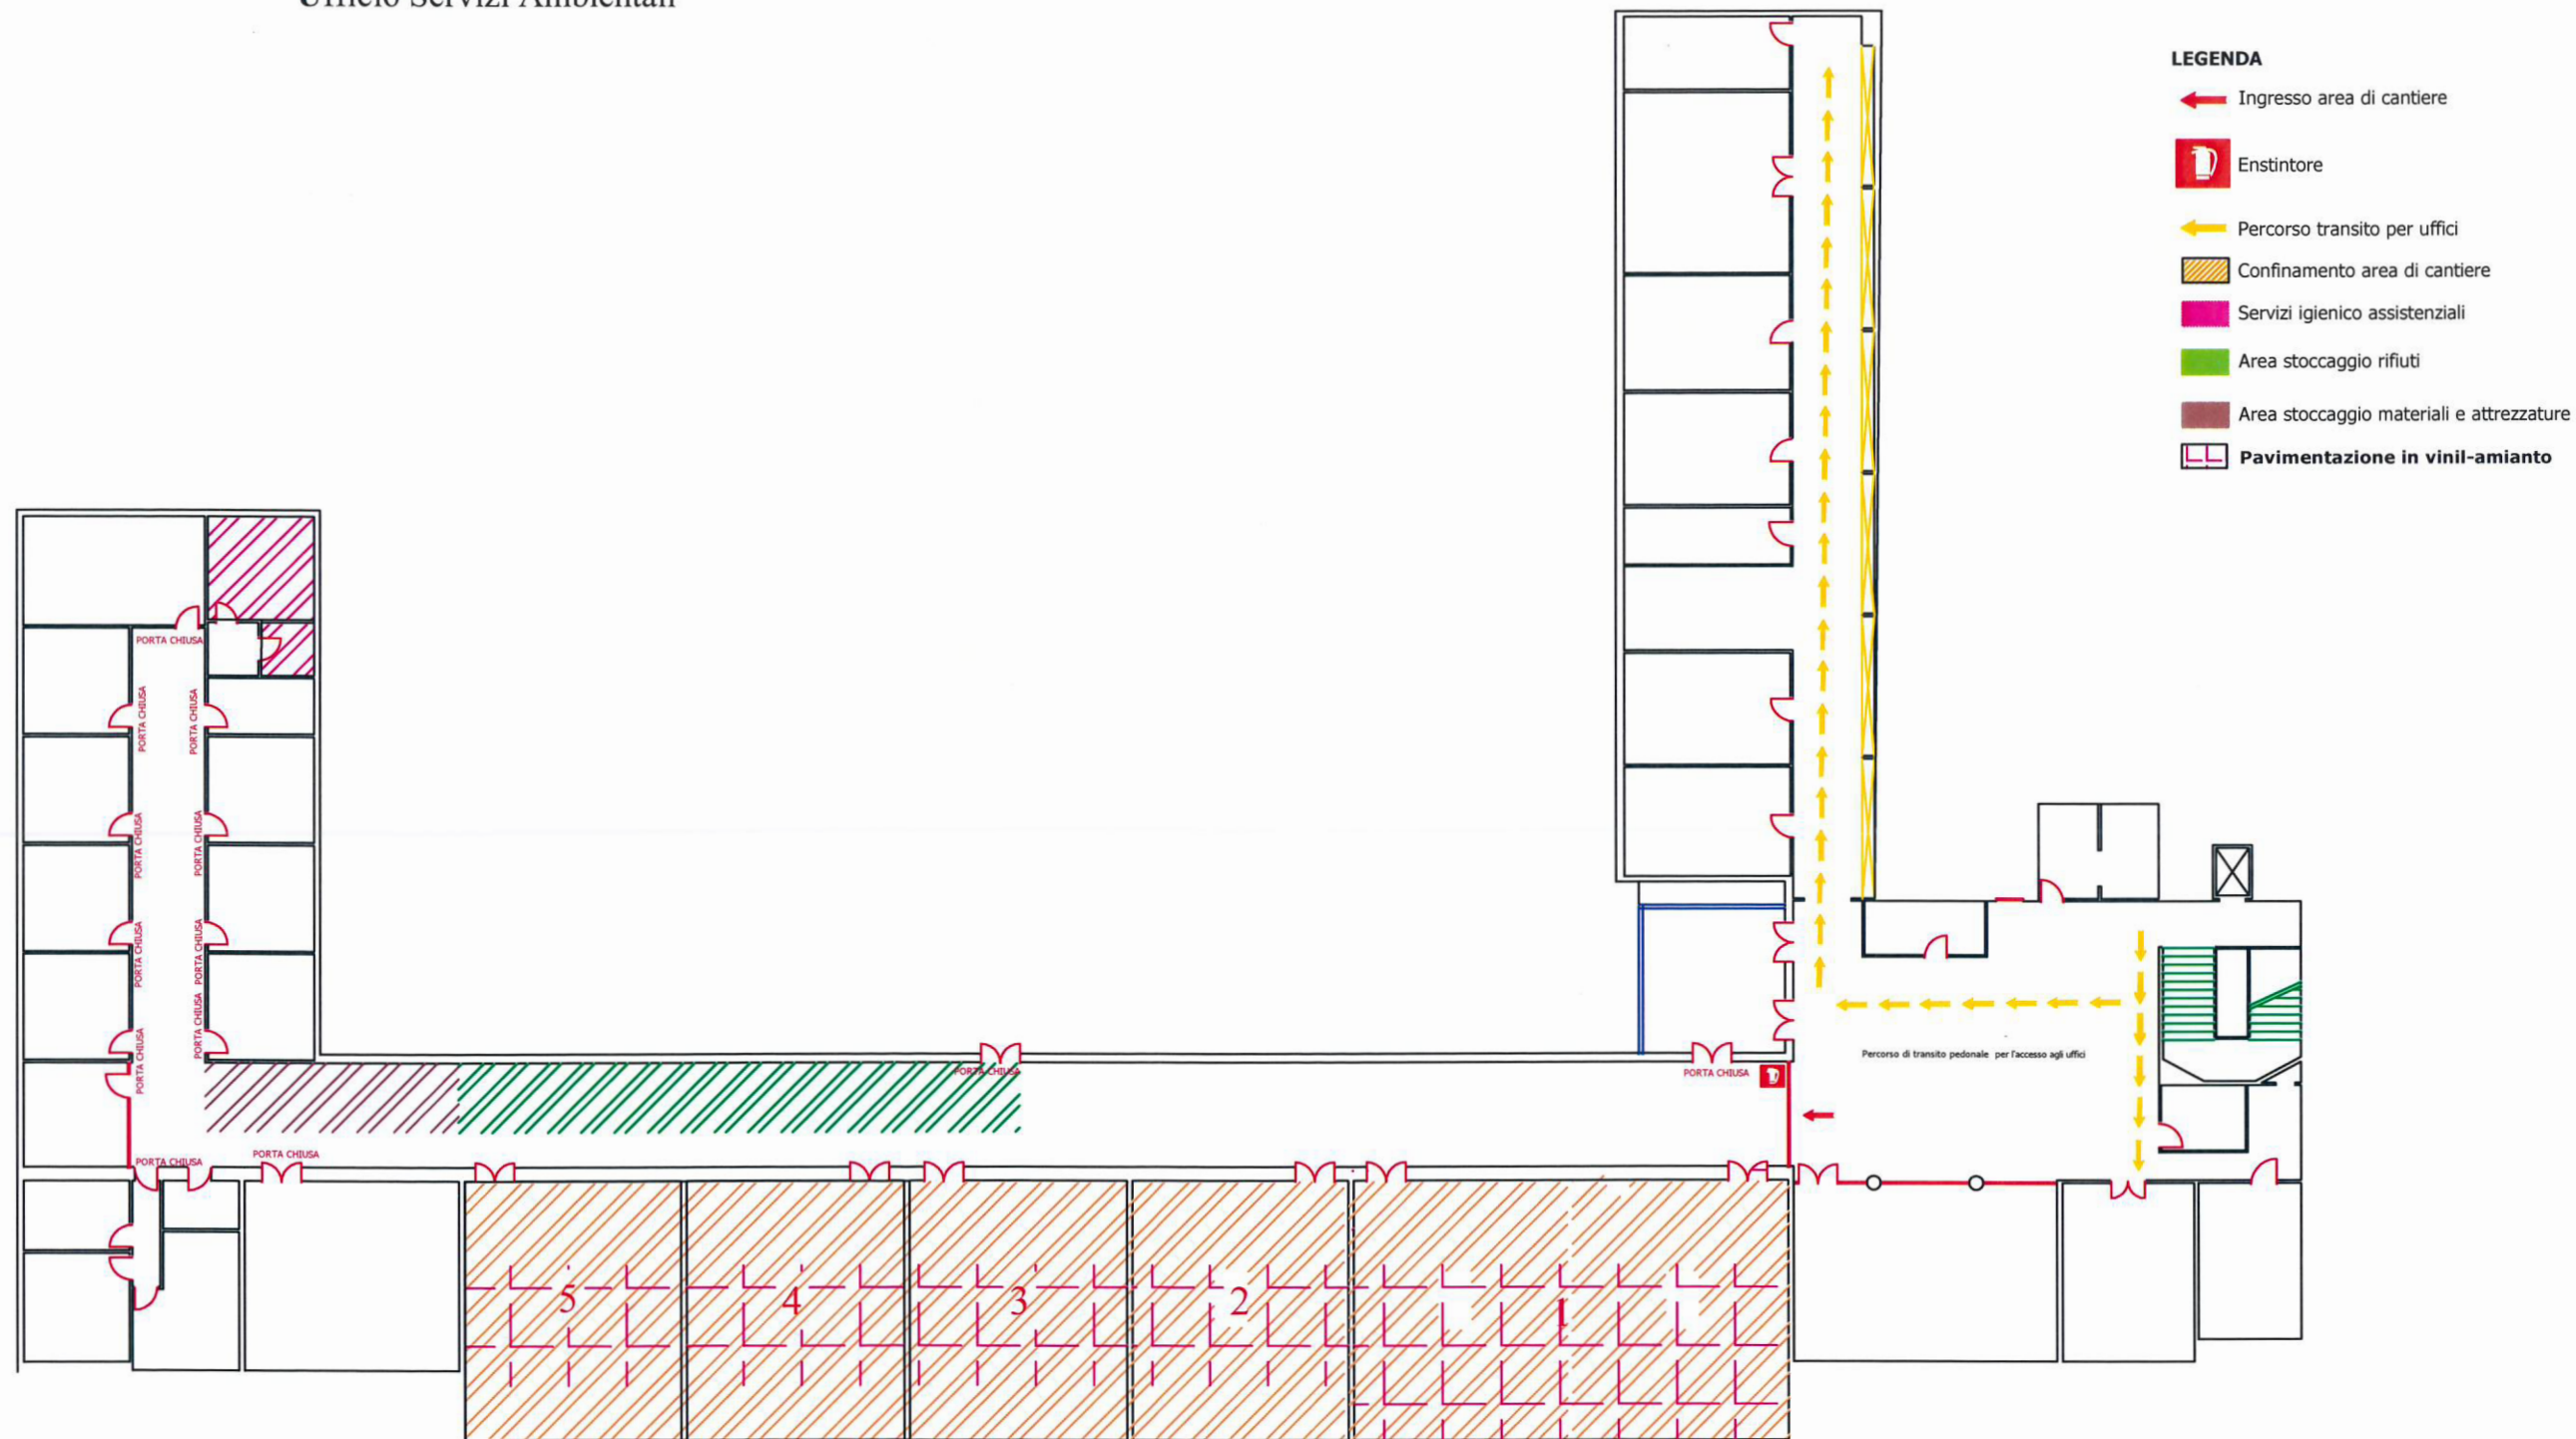 Ufficio Servizi Ambientali
LEGENDA
Ingresso area di cantiere
Enstintore
Percorso transito per uffici
Confinamento area di cantiere
Servizi igienico assistenziali
Area stoccaggio rifiuti
Area stoccaggio materiali e attrezzature
Pavimentazione in vinil-amianto
PORTA CHIUSA
PORTA CHIUSA
PORTA CHIUSA
PORTA CHIUSA
PORTA CHIUSA
PORTA CHIUSA
PORTA CHIUSA
PORTA CHIUSA
PORTA CHIUSA
PORTA CHIUSA
PORTA CHIUSA
PORTA CHIUSA
Percorso di transito pedonale per l'accesso agli uffici
PORTA CHIUSA
PORTA CHIUSA
5
4
3
2
1